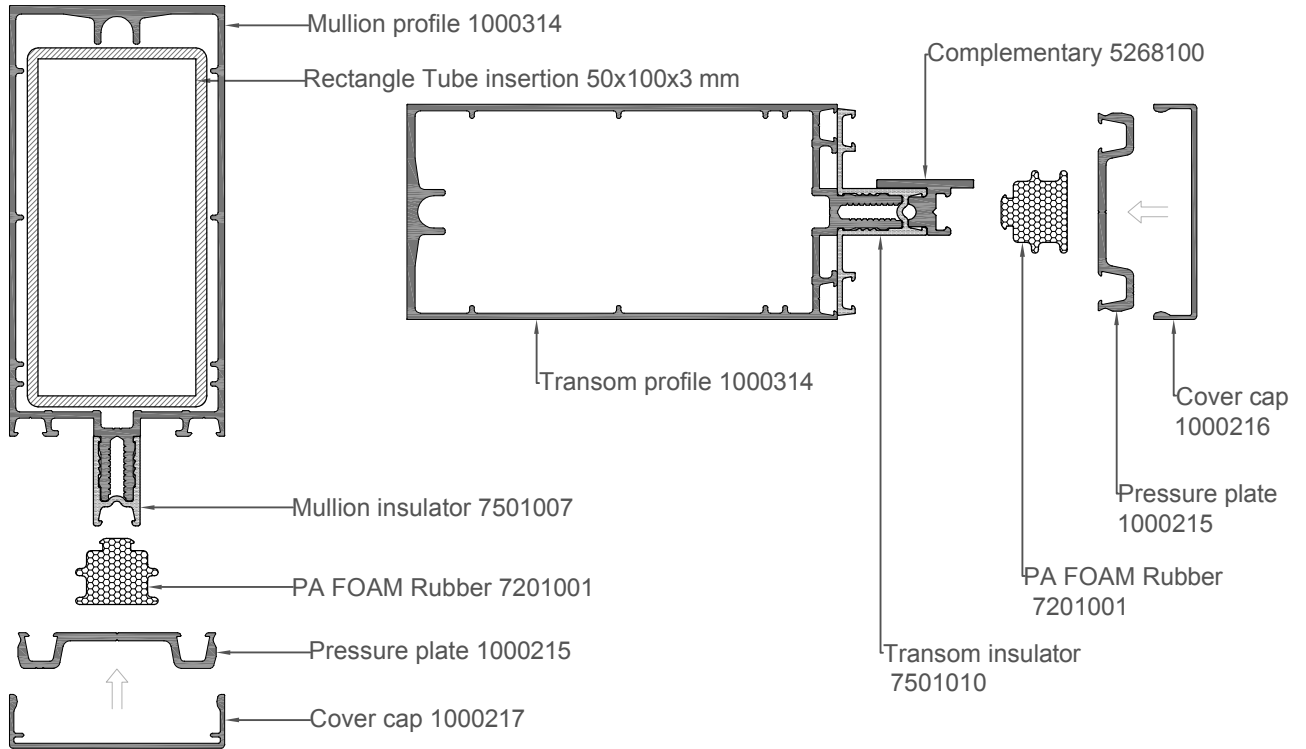 Mullion profile 1000314
Rectangle Tube insertion 50x100x3 mm
Mullion insulator 7501007
PA FOAM Rubber 7201001
Pressure plate 1000215
Cover cap 1000217
Complementary 5268100
Transom profile 1000314
Cover cap
1000216
Pressure plate
1000215
PA FOAM Rubber
7201001
Transom insulator
7501010